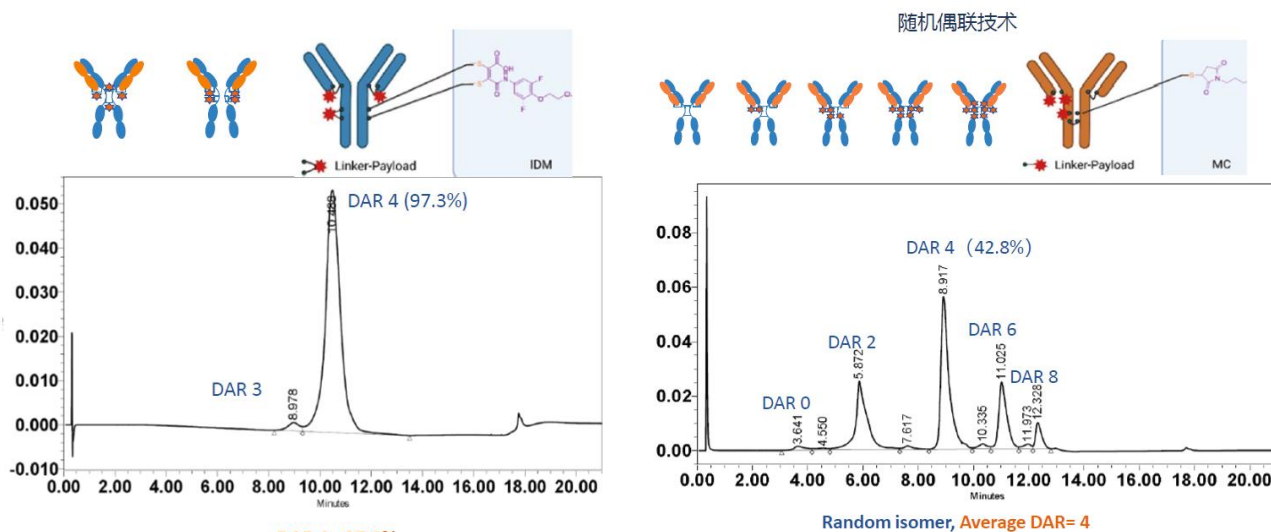 随机偶联技术
S
S
OH
N
F
F
O
Linker-Payload
IDM
Linker-Payload
MC
0.050
0.040
0.030
0.020
0.010
0.000
-0.010
DAR 4 (97.3%)
10.489
DAR 3
8.978
0.00 2.00 4.00 6.00 8.00 10.00 12.00 14.00 16.00 18.00 20.00
Minutes
0.08
0.06
0.04
0.02
0.00
DAR 4（42.8%）
8.917
DAR 2
5.872
DAR 6
11.025
DAR 8
12.328
DAR 0
3.641
4.550
7.617
10.335
11.973
0.00 2.00 4.00 6.00 8.00 10.00 12.00 14.00 16.00 18.00 20.00
Minutes
Random isomer, Average DAR= 4